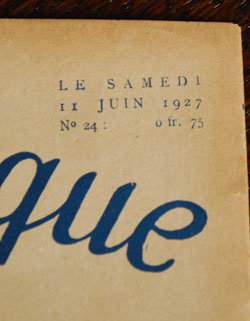 LE SAMEDI
11 JUIN 1927
No 24: 0 fr. 75
que